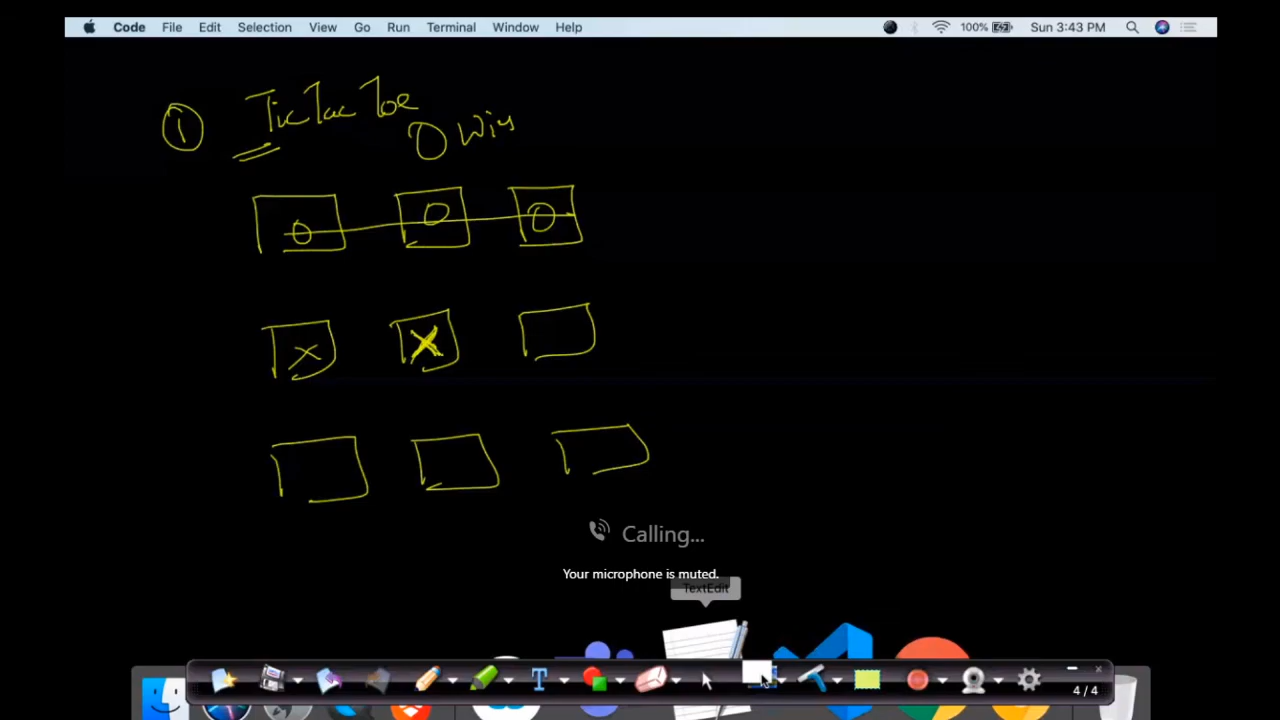 Code File Edit Selection View Go Run Terminal Window Help 100% Sun 3:43 PM
① TicTacToe
O Wins
O O O
X X
Calling...
Your microphone is muted.
TextEdit
T
4 / 4